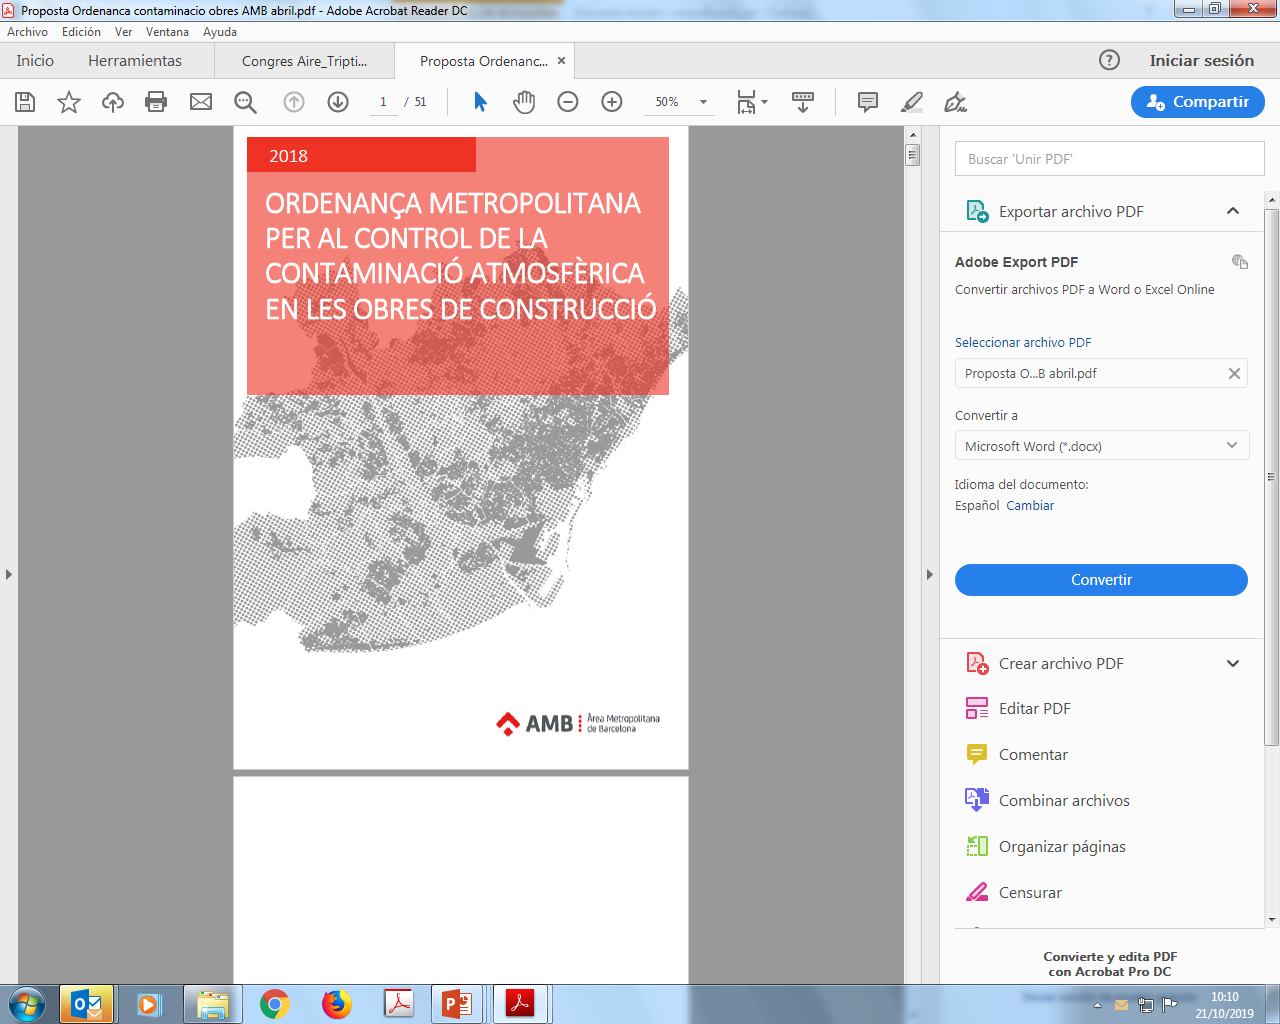 Proposta Ordenanca contaminacio obres AMB abril.pdf - Adobe Acrobat Reader DC
Archivo Edición Ver Ventana Ayuda
Inicio Herramientas Congres Aire_Tripti... Proposta Ordenanc... Iniciar sesión
1 / 51 50% Compartir
2018
ORDENANÇA METROPOLITANA
PER AL CONTROL DE LA
CONTAMINACIÓ ATMOSFÈRICA
EN LES OBRES DE CONSTRUCCIÓ
AMB Àrea Metropolitana
de Barcelona
Buscar 'Unir PDF'
Exportar archivo PDF
Adobe Export PDF
Convertir archivos PDF a Word o Excel Online
Seleccionar archivo PDF
Proposta O...B abril.pdf
Convertir a
Microsoft Word (*.docx)
Idioma del documento:
Español Cambiar
Convertir
Crear archivo PDF
Editar PDF
Comentar
Combinar archivos
Organizar páginas
Censurar
Convierte y edita PDF
con Acrobat Pro DC
10:10
21/10/2019